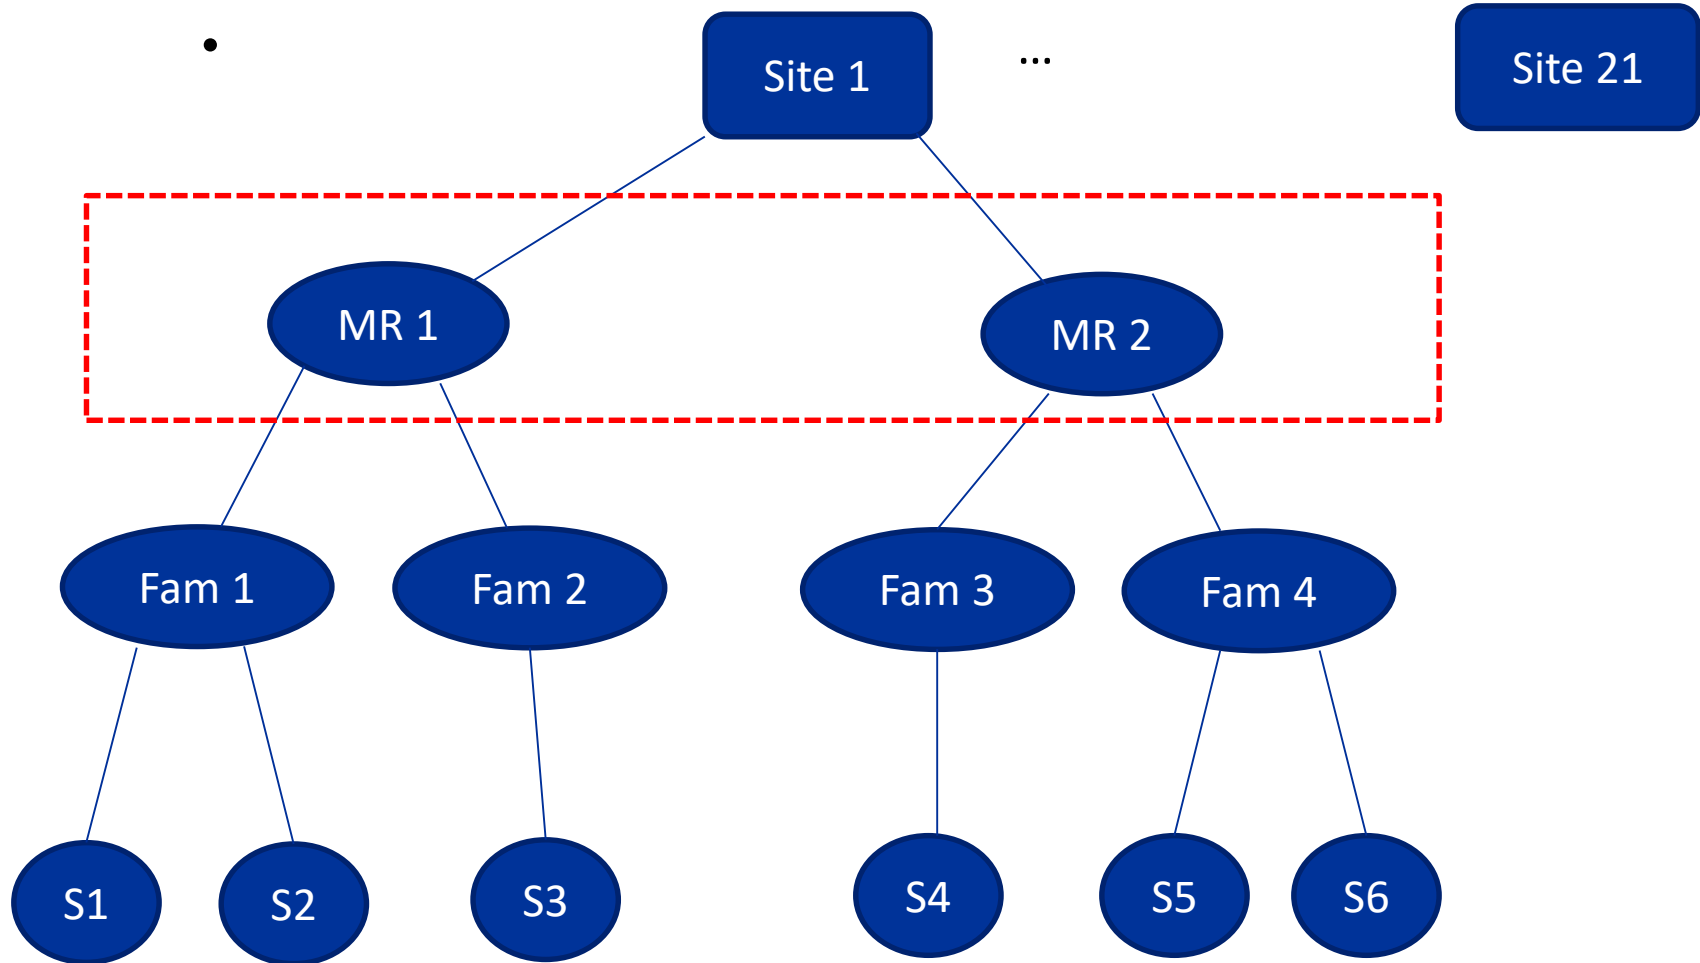 •
Site 1
...
Site 21
MR 1
MR 2
Fam 1
Fam 2
Fam 3
Fam 4
S1
S2
S3
S4
S5
S6